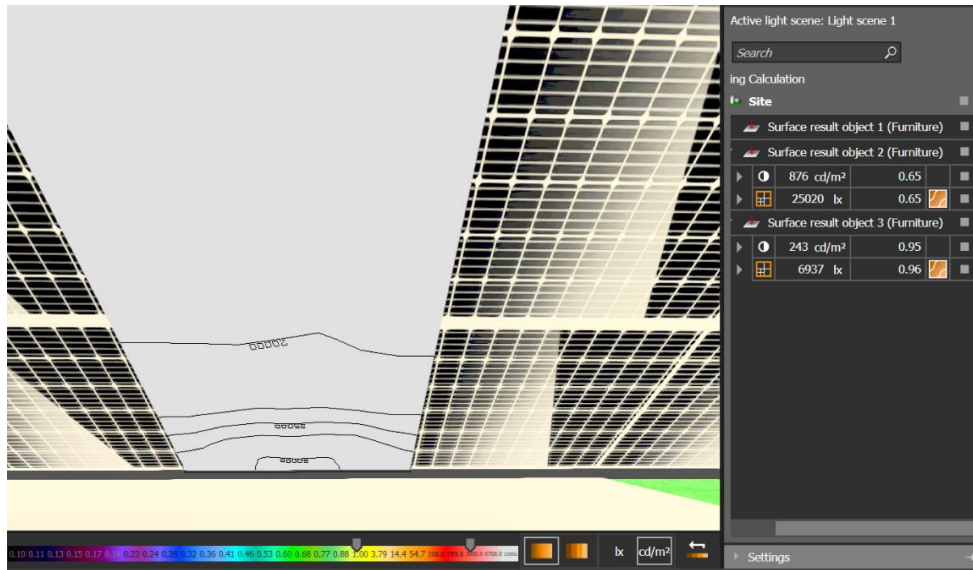 Active light scene: Light scene 1
Search
ing Calculation
Site
Surface result object 1 (Furniture)
Surface result object 2 (Furniture)
876 cd/m² 0.65
25020 lx 0.65
Surface result object 3 (Furniture)
243 cd/m² 0.95
6937 lx 0.96
20000
0.10 0.11 0.13 0.15 0.17 0.19 0.22 0.24 0.28 0.32 0.36 0.41 0.46 0.53 0.60 0.68 0.77 0.88 1.00 3.79 14.4 54.7
lx cd/m²
Settings